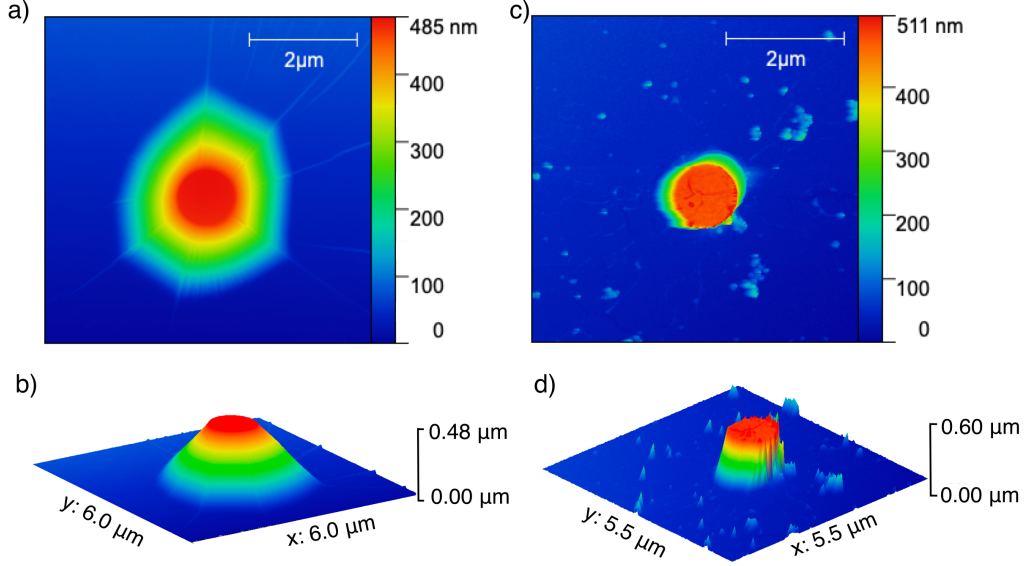 a)
2µm
485 nm
400
300
200
100
0
c)
2µm
511 nm
400
300
200
100
0
b)
0.48 µm
0.00 µm
y: 6.0 µm
x: 6.0 µm
d)
0.60 µm
0.00 µm
y: 5.5 µm
x: 5.5 µm